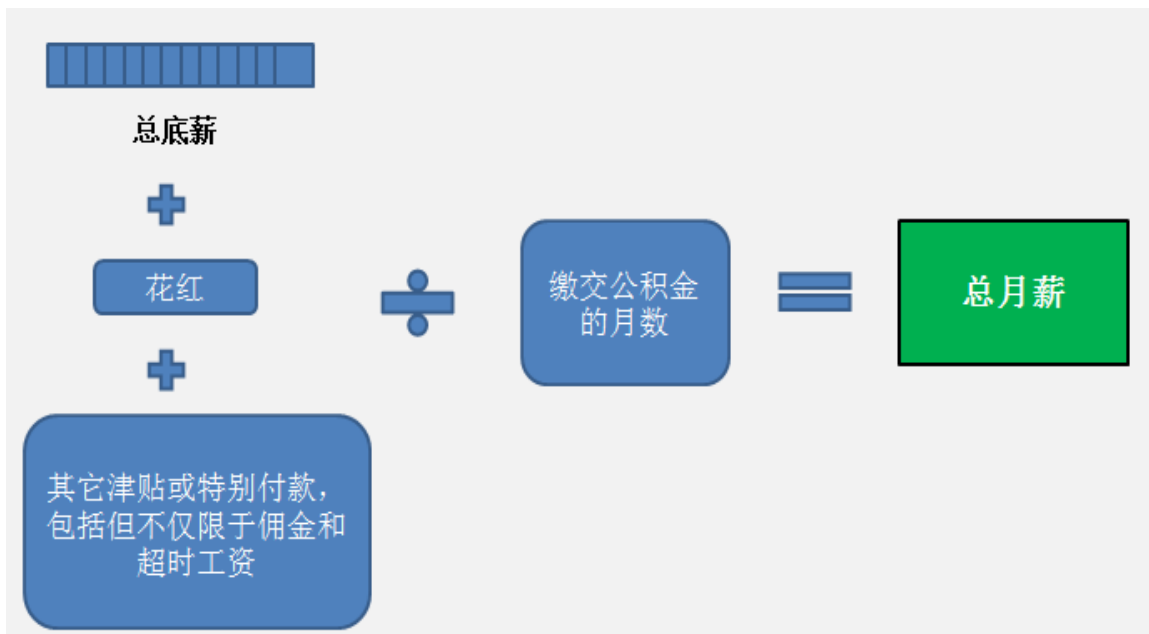 总底薪
花红
其它津贴或特别付款，
包括但不仅限于佣金和
超时工资
缴交公积金
的月数
总月薪